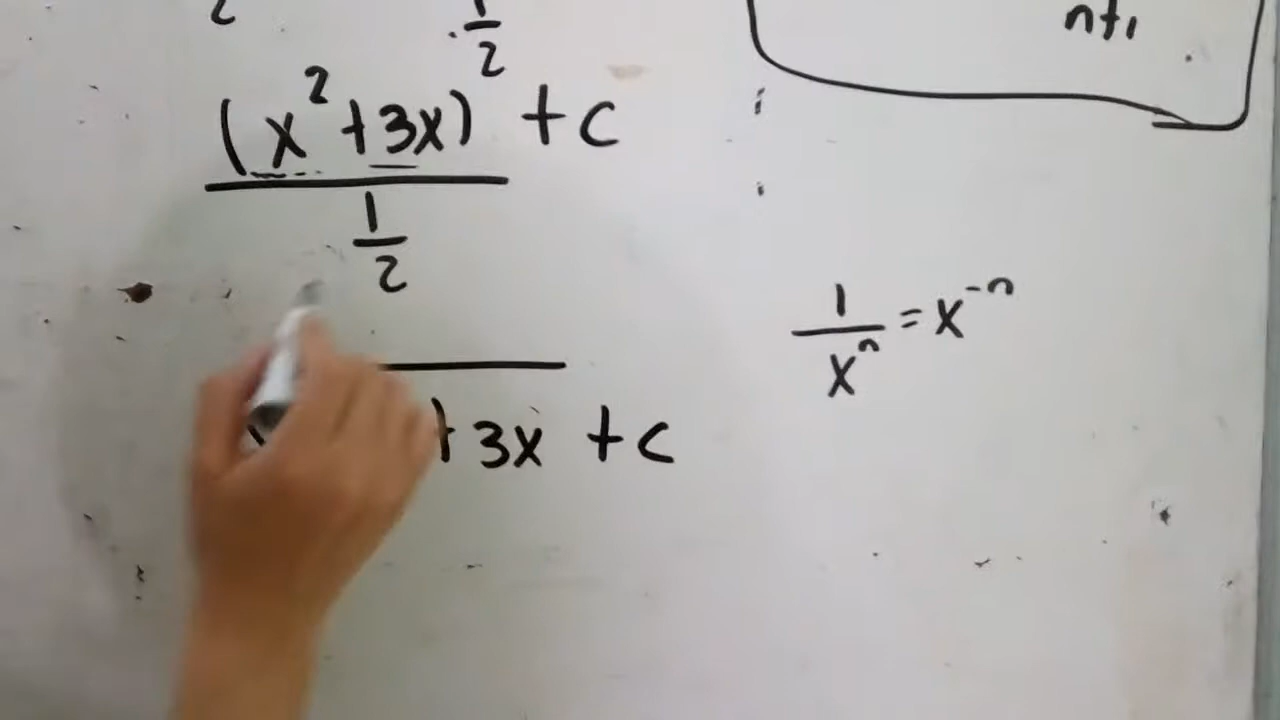 1/2
(x² + 3x) + c
1/2
+ 3x + c
n+1
1/xⁿ = x⁻ⁿ